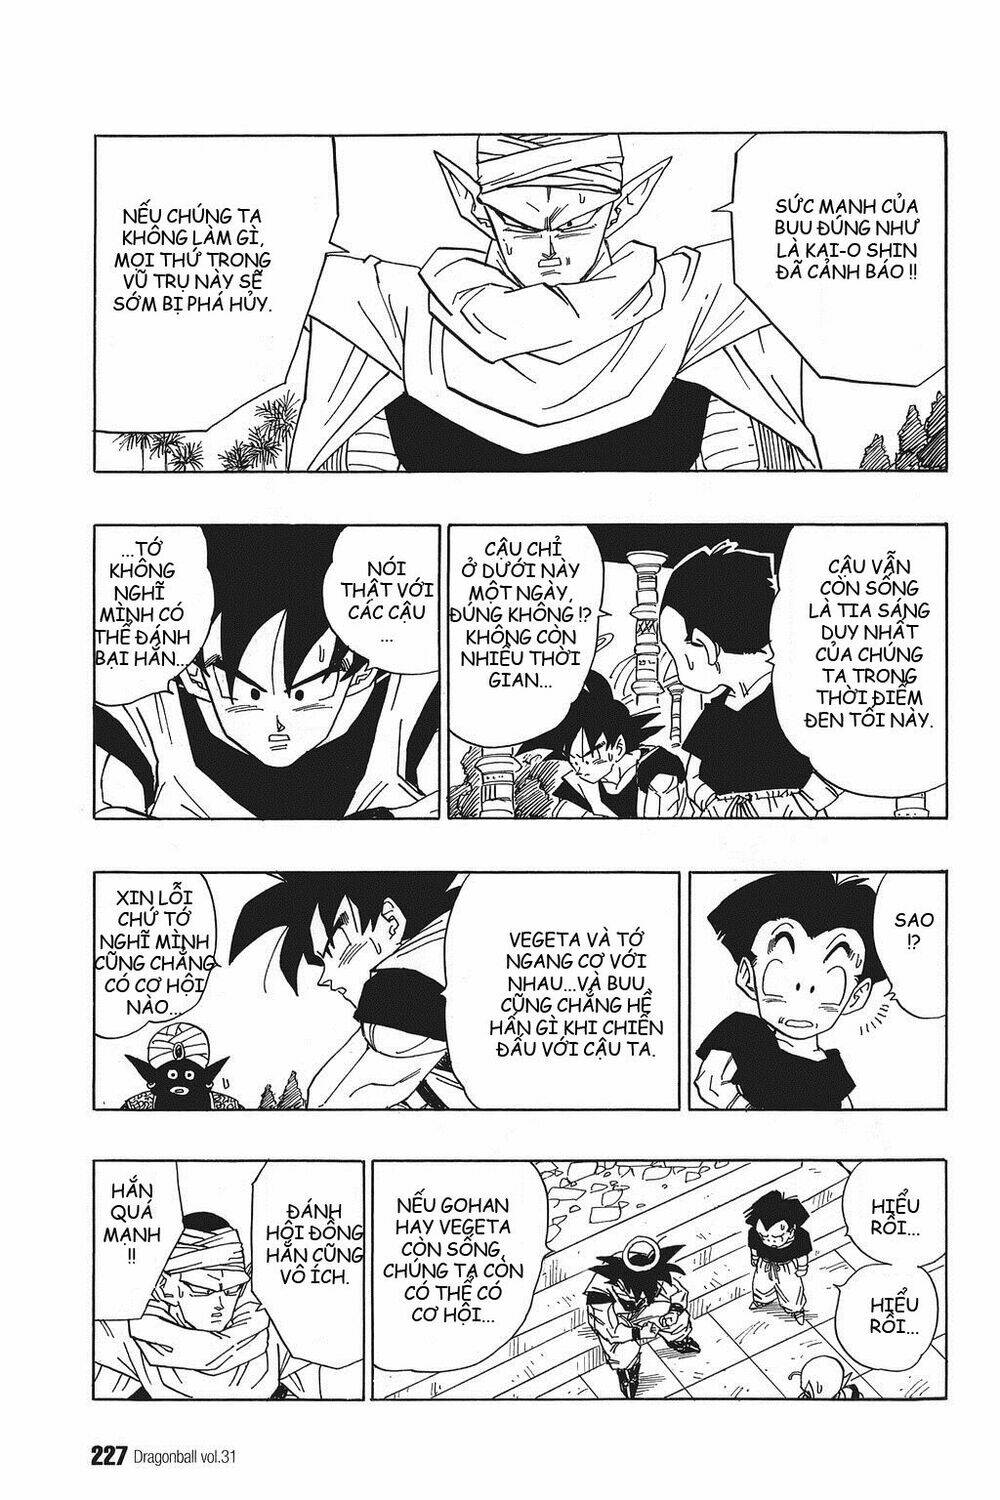 SỨC MẠNH CỦA
BUU ĐÚNG NHƯ
LÀ KAI-O SHIN
ĐÃ CẢNH BÁO !!
NẾU CHÚNG TA
KHÔNG LÀM GÌ,
MỌI THỨ TRONG
VŨ TRỤ NÀY SẼ
SỚM BỊ PHÁ HỦY.
CẬU VẪN
CÒN SỐNG
LÀ TIA SÁNG
DUY NHẤT
CỦA CHÚNG
TA TRONG
THỜI ĐIỂM
ĐEN TỐI NÀY.
CẬU CHỈ
Ở DƯỚI NÀY
MỘT NGÀY,
ĐÚNG KHÔNG !?
KHÔNG CÒN
NHIỀU THỜI
GIAN...
NÓI
THẬT VỚI
CÁC CẬU
...
...TỚ
KHÔNG
NGHĨ
MÌNH CÓ
THỂ ĐÁNH
BẠI HẮN...
SAO
!?
VEGETA VÀ TỚ
NGANG CƠ VỚI
NHAU...VÀ BUU
CŨNG CHẲNG HỀ
HẤN GÌ KHI CHIẾN
ĐẤU VỚI CẬU TA.
XIN LỖI
CHỨ TỚ
NGHĨ MÌNH
CŨNG CHẲNG
CÓ CƠ HỘI
NÀO...
HIỂU
RỒI...
HIỂU
RỒI...
NẾU GOHAN
HAY VEGETA
CÒN SỐNG,
CHÚNG TA CÒN
CÓ THỂ CÓ
CƠ HỘI...
ĐÁNH
HỘI ĐỒNG
HẮN CŨNG
VÔ ÍCH.
HẮN
QUÁ
MẠNH
!!
227 Dragonball vol.31